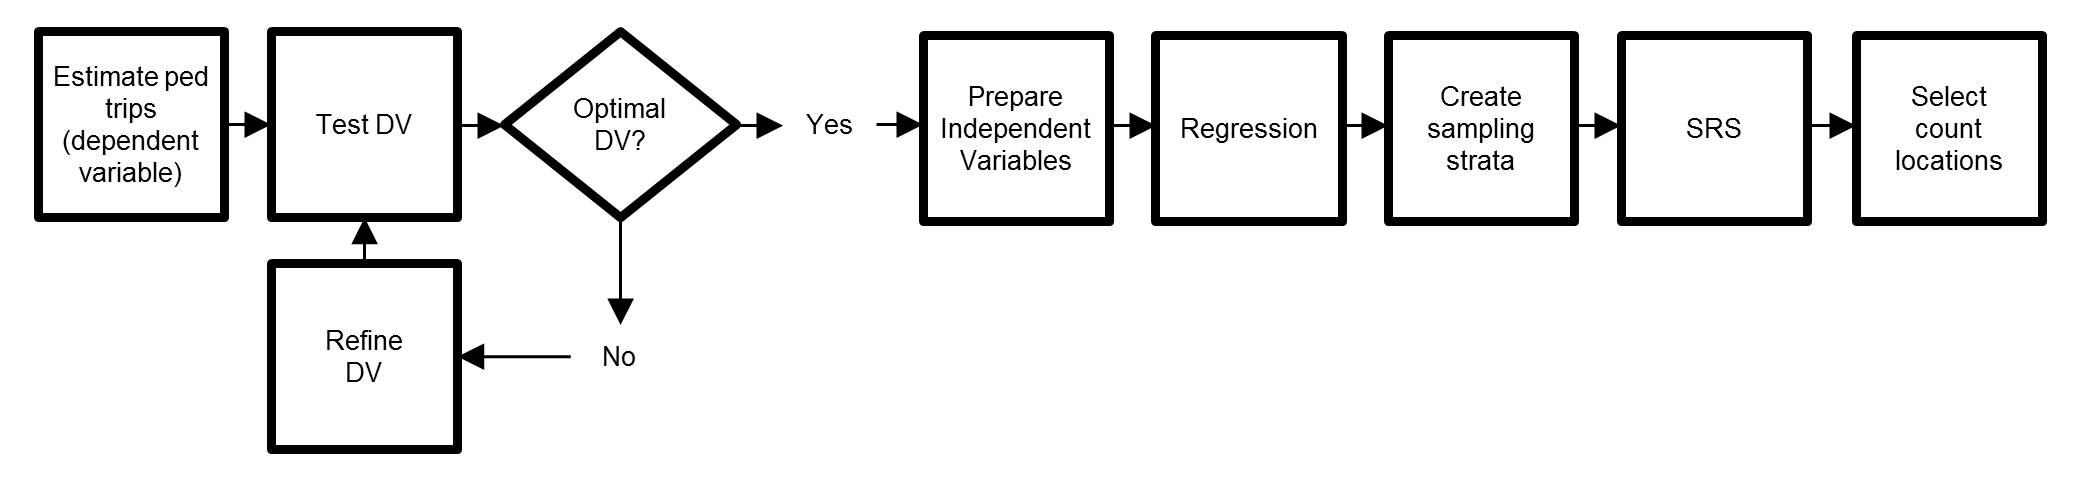 Estimate ped
trips
(dependent
variable)
Test DV
Optimal
DV?
Yes
Prepare
Independent
Variables
Regression
Create
sampling
strata
SRS
Select
count
locations
Refine
DV
No